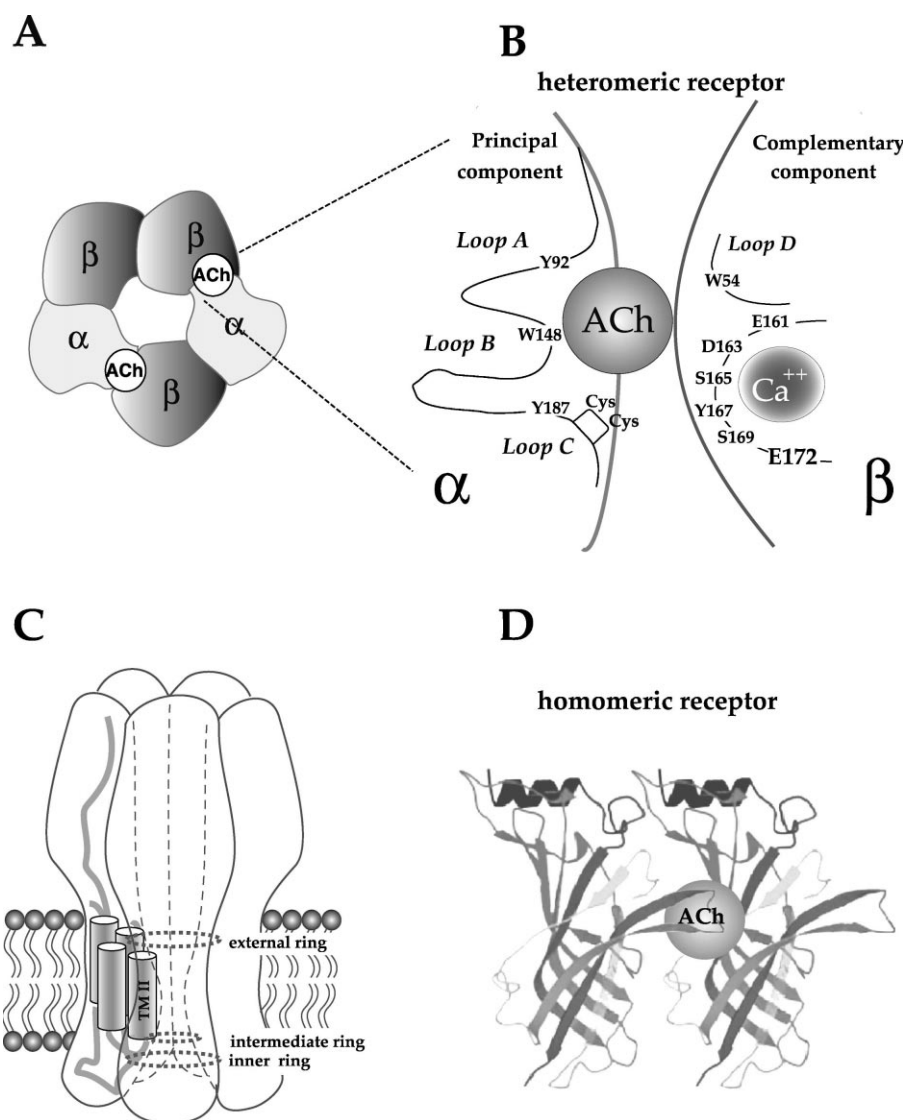 A
β
β
ACh
α
α
ACh
β
B
heteromeric receptor
Principal
component
Complementary
component
Loop A
Y92
ACh
Loop D
W54
Loop B
W148
E161
D163
S165
Ca++
Y167
S169
E172
Y187
Cys
Cys
Loop C
α
β
C
external ring
TM II
intermediate ring
inner ring
D
homomeric receptor
ACh